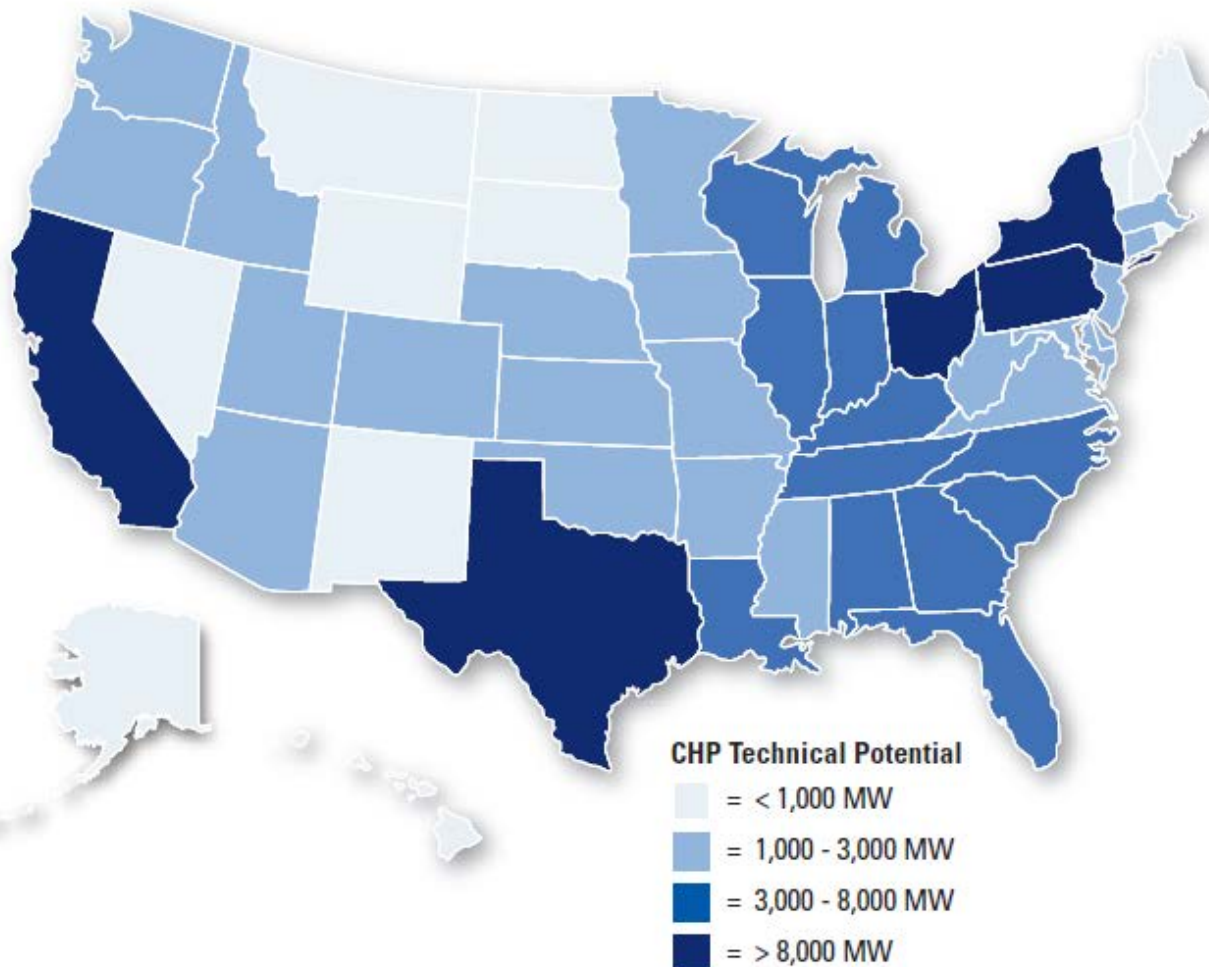 CHP Technical Potential
= < 1,000 MW
= 1,000 - 3,000 MW
= 3,000 - 8,000 MW
= > 8,000 MW